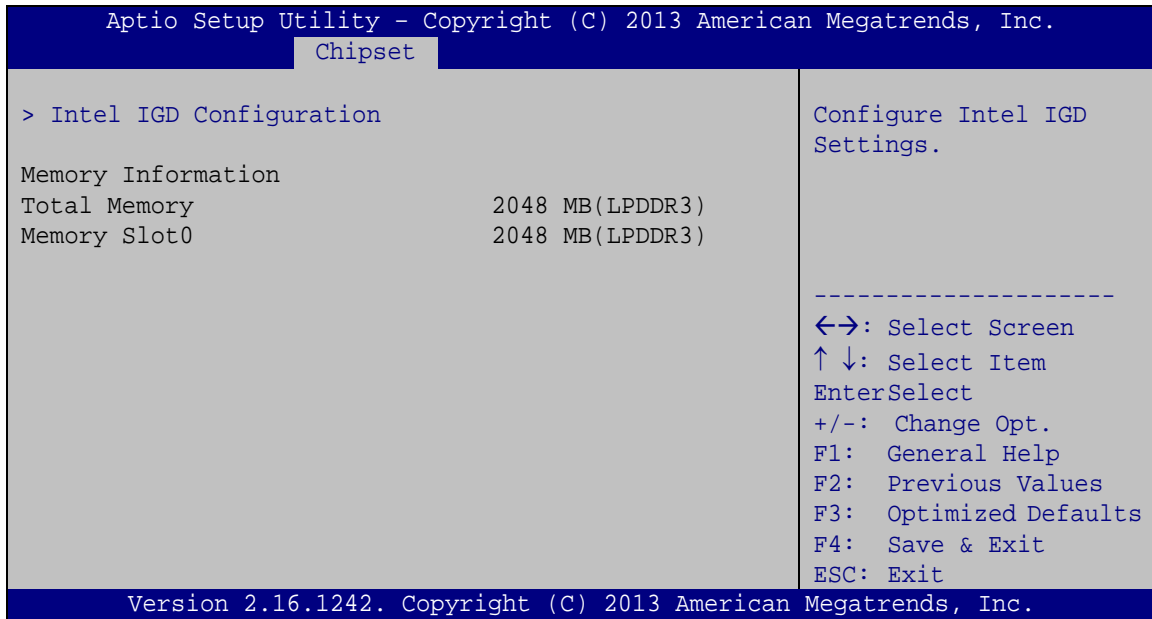 Aptio Setup Utility – Copyright (C) 2013 American Megatrends, Inc.
Chipset
> Intel IGD Configuration
Memory Information
Total Memory 2048 MB(LPDDR3)
Memory Slot0 2048 MB(LPDDR3)
Configure Intel IGD
Settings.
---------------------
←→: Select Screen
↑ ↓: Select Item
EnterSelect
+/-: Change Opt.
F1: General Help
F2: Previous Values
F3: Optimized Defaults
F4: Save & Exit
ESC: Exit
Version 2.16.1242. Copyright (C) 2013 American Megatrends, Inc.